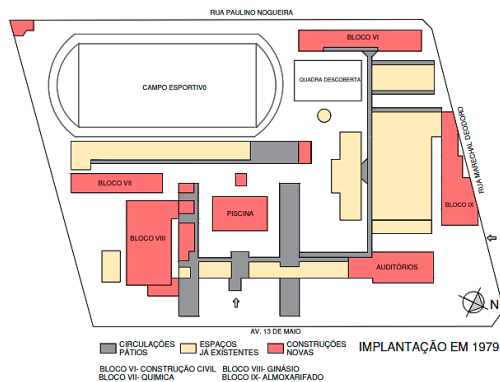 RUA PAULINO NOGUEIRA
BLOCO VI
CAMPO ESPORTIVO
QUADRA DESCOBERTA
RUA MARECHAL DEODORO
BLOCO VII
BLOCO IX
PISCINA
BLOCO VIII
AUDITÓRIOS
N
AV. 13 DE MAIO
CIRCULAÇÕES
PÁTIOS
ESPAÇOS
JÁ EXISTENTES
CONSTRUÇÕES
NOVAS
IMPLANTAÇÃO EM 1979
BLOCO VI- CONSTRUÇÃO CIVIL BLOCO VIII- GINÁSIO
BLOCO VII- QUIMICA BLOCO IX- ALMOXARIFADO